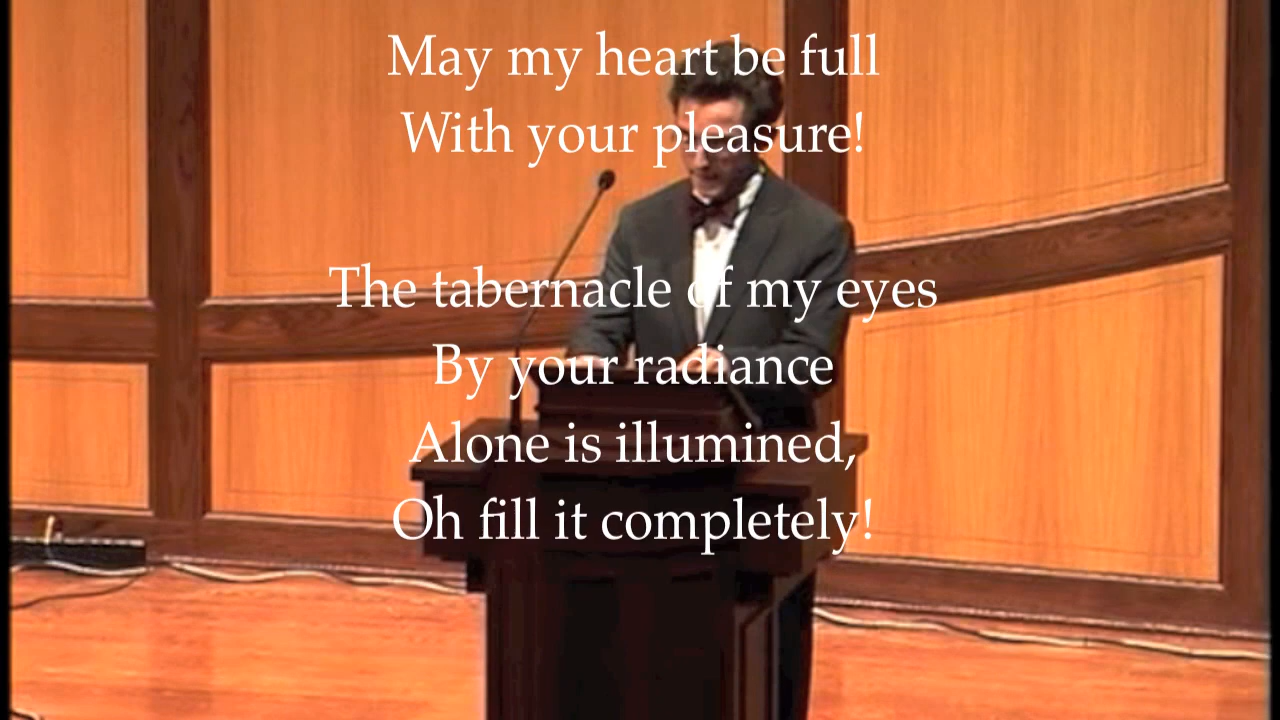 May my heart be full
With your pleasure!
The tabernacle of my eyes
By your radiance
Alone is illumined,
Oh fill it completely!